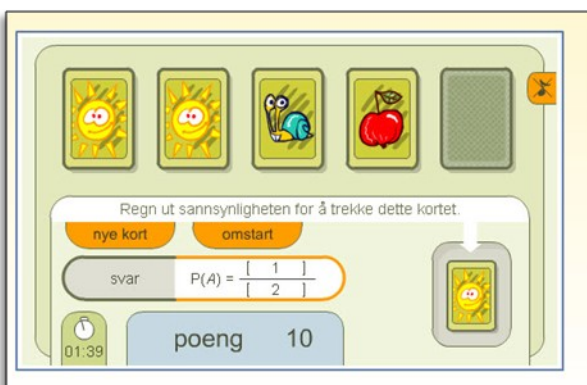 Regn ut sannsynligheten for å trekke dette kortet.
nye kort
omstart
svar
P(A) = [ 1 ] / [ 2 ]
01:39
poeng 10